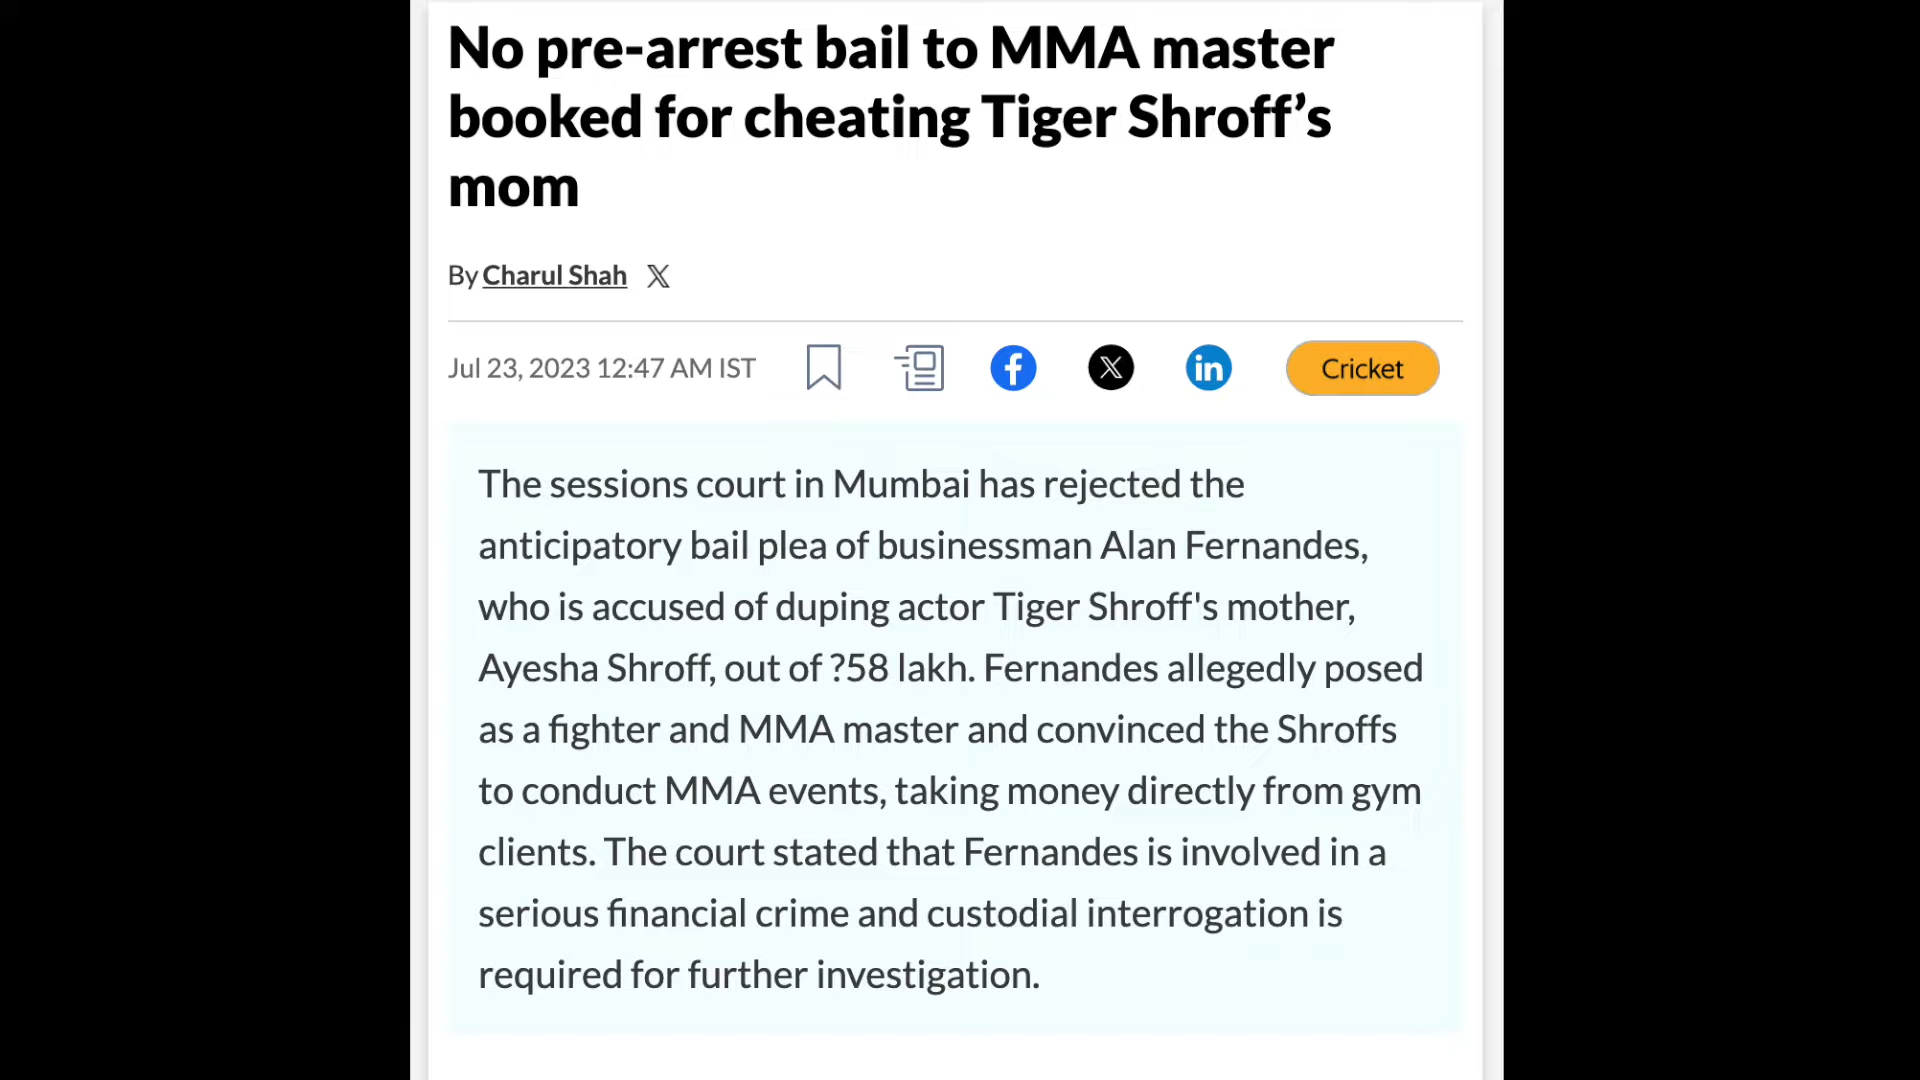 No pre-arrest bail to MMA master
booked for cheating Tiger Shroff’s
mom
By Charul Shah
Jul 23, 2023 12:47 AM IST
Cricket
The sessions court in Mumbai has rejected the
anticipatory bail plea of businessman Alan Fernandes,
who is accused of duping actor Tiger Shroff's mother,
Ayesha Shroff, out of ?58 lakh. Fernandes allegedly posed
as a fighter and MMA master and convinced the Shroffs
to conduct MMA events, taking money directly from gym
clients. The court stated that Fernandes is involved in a
serious financial crime and custodial interrogation is
required for further investigation.